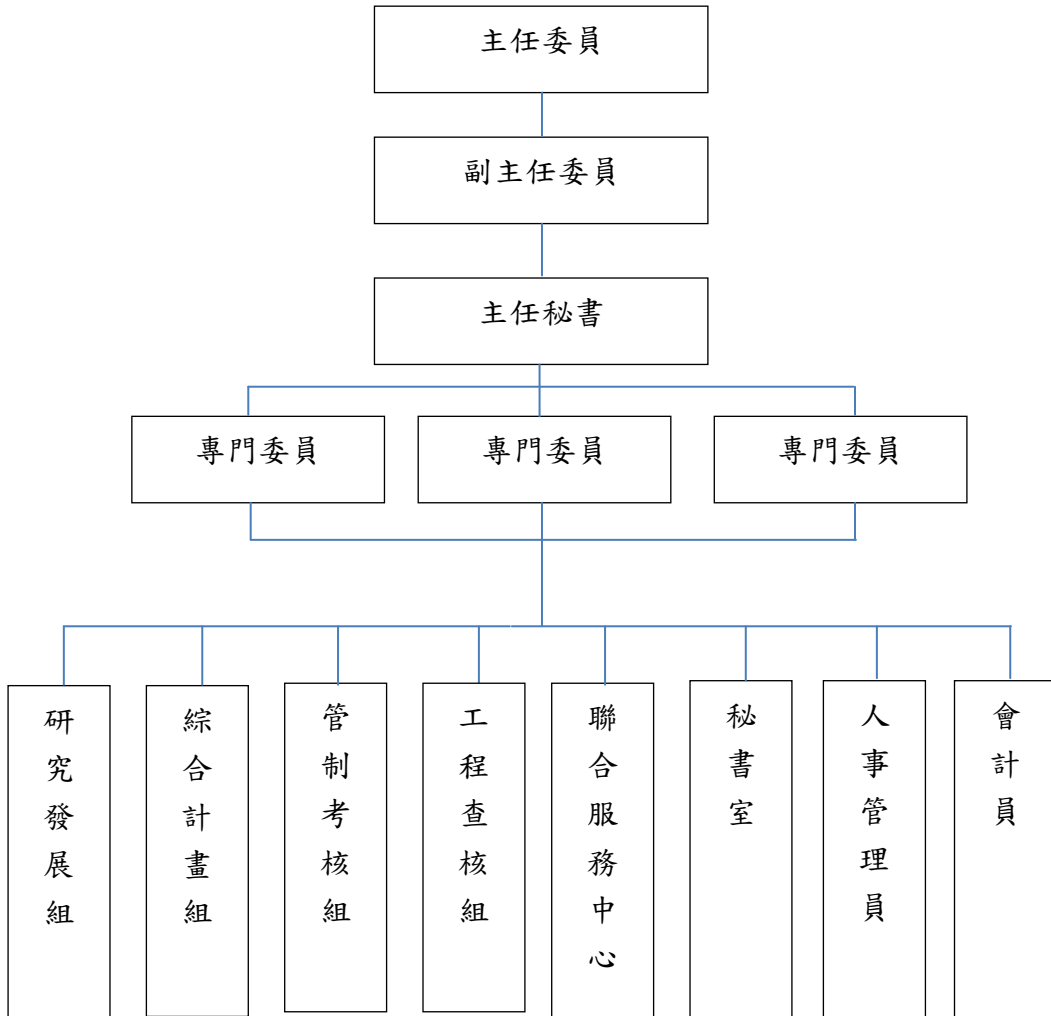 主任委員
副主任委員
主任秘書
專門委員
專門委員
專門委員
研究發展組
綜合計畫組
管制考核組
工程查核組
聯合服務中心
秘書室
人事管理員
會計員